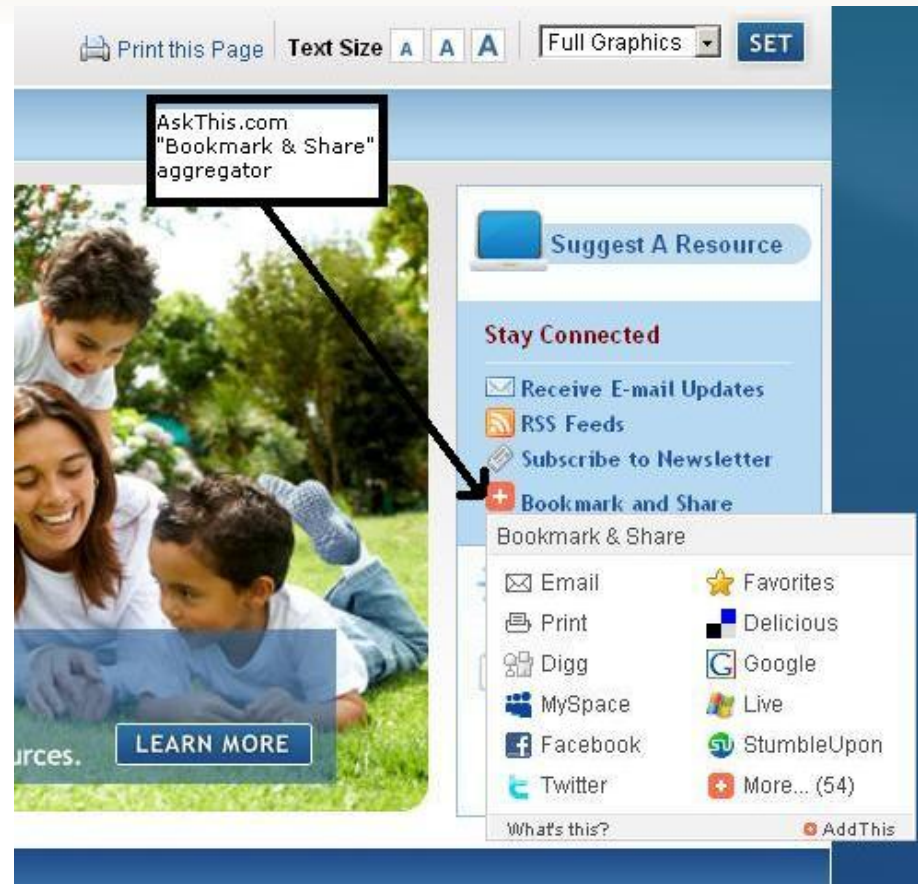 Print this Page Text Size A A A Full Graphics SET
AskThis.com
"Bookmark & Share"
aggregator
Suggest A Resource
Stay Connected
Receive E-mail Updates
RSS Feeds
Subscribe to Newsletter
Bookmark and Share
Bookmark & Share
Email Favorites
Print Delicious
Digg G Google
MySpace Live
f Facebook StumbleUpon
t Twitter More... (54)
What's this? AddThis
urces. LEARN MORE